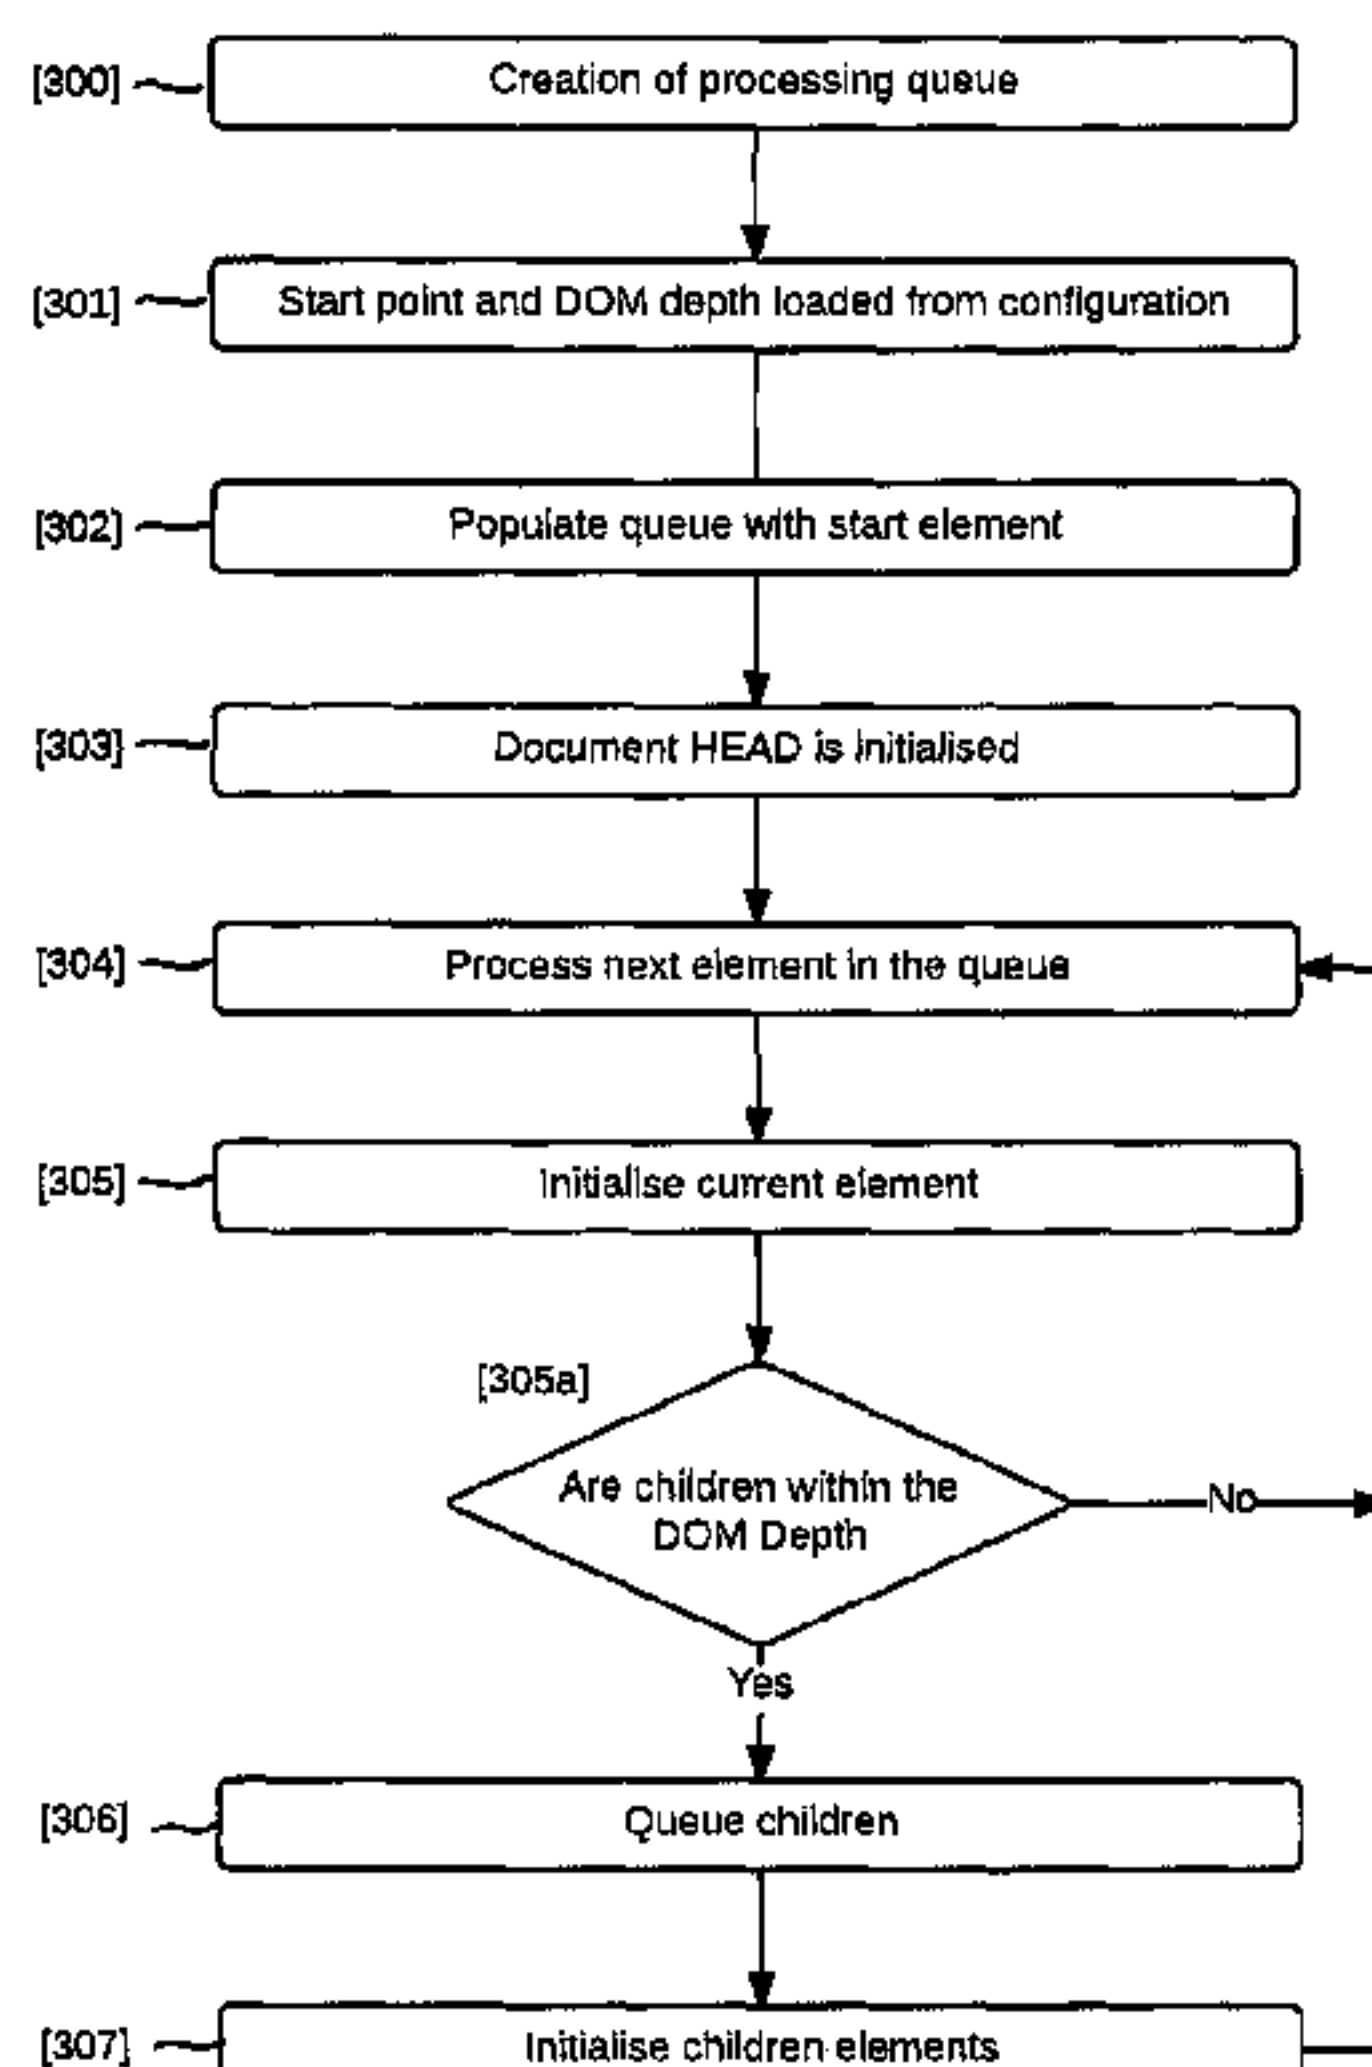 [300] Creation of processing queue
[301] Start point and DOM depth loaded from configuration
[302] Populate queue with start element
[303] Document HEAD is initialised
[304] Process next element in the queue
[305] Initialise current element
[305a]
Are children within the
DOM Depth
No
Yes
[306] Queue children
[307] Initialise children elements